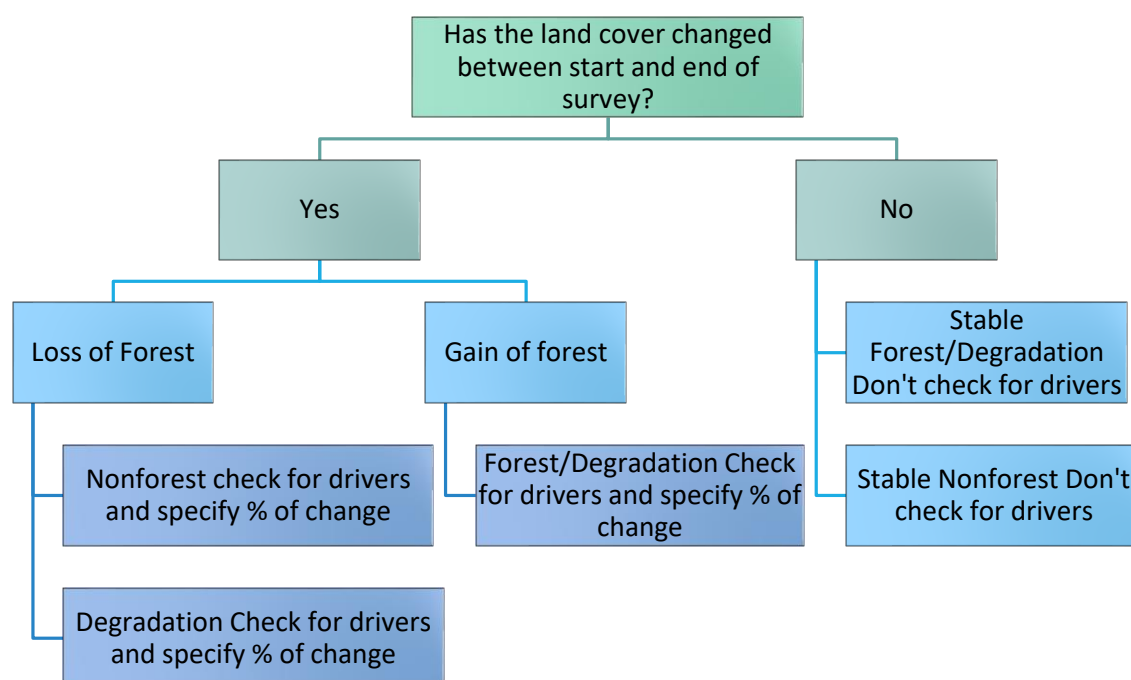 Has the land cover changed
between start and end of
survey?
Yes
No
Loss of Forest
Gain of forest
Stable
Forest/Degradation
Don't check for drivers
Nonforest check for drivers
and specify % of change
Forest/Degradation Check
for drivers and specify % of
change
Stable Nonforest Don't
check for drivers
Degradation Check for drivers
and specify % of change